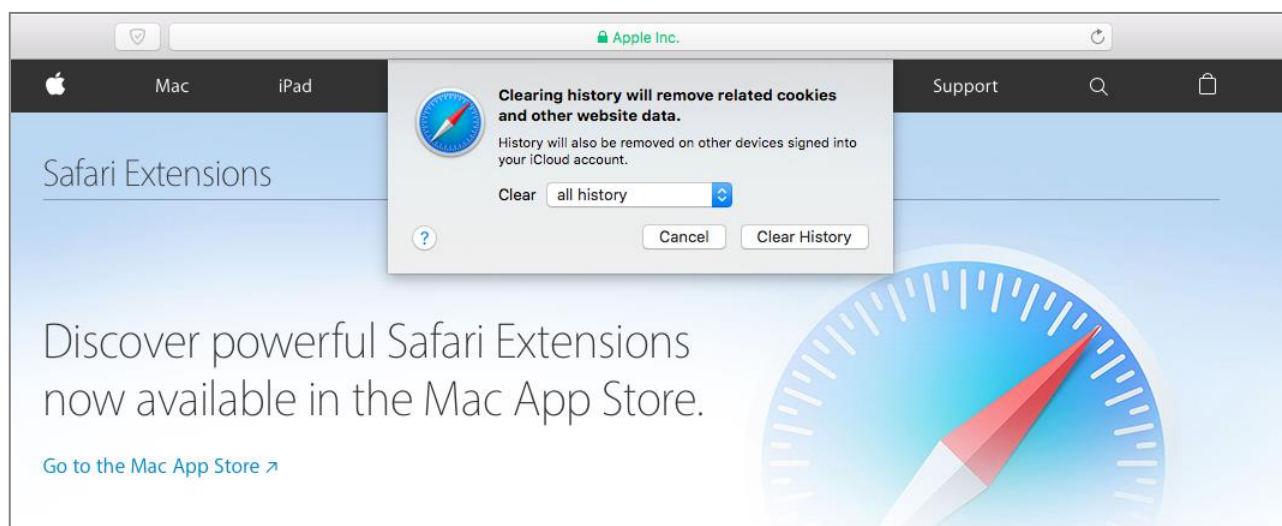 Apple Inc.
Mac
iPad
Support
Clearing history will remove related cookies
and other website data.
History will also be removed on other devices signed into
your iCloud account.
Clear all history
? Cancel Clear History
Safari Extensions
Discover powerful Safari Extensions
now available in the Mac App Store.
Go to the Mac App Store ↗